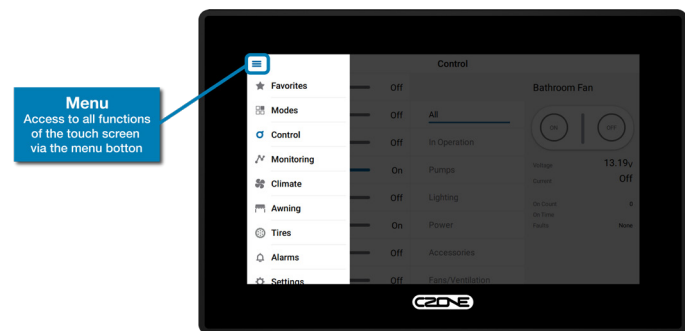 Menu
Access to all functions
of the touch screen
via the menu botton
Favorites
Modes
Control
Monitoring
Climate
Awning
Tires
Alarms
Settings
Off
Off
Off
On
Off
On
Off
Off
Control
All
In Operation
Pumps
Lighting
Power
Accessories
Fans/Ventilation
Bathroom Fan
ON
OFF
Voltage 13.19v
Current Off
On Count 0
On Time
Faults None
CZONE